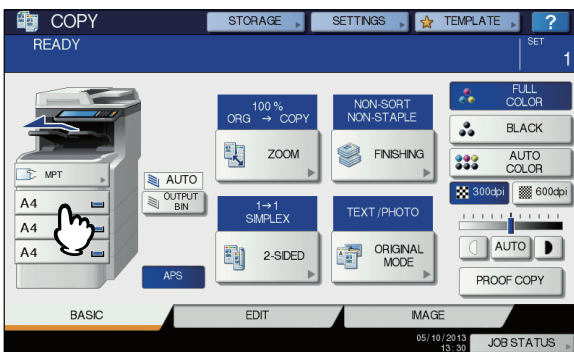 COPY
STORAGE
SETTINGS
TEMPLATE
?
READY
SET
1
MPT
A4
A4
A4
AUTO
OUTPUT
BIN
APS
100 %
ORG → COPY
ZOOM
NON-SORT
NON-STAPLE
FINISHING
1→1
SIMPLEX
2-SIDED
TEXT/PHOTO
ORIGINAL
MODE
FULL
COLOR
BLACK
AUTO
COLOR
300dpi
600dpi
AUTO
PROOF COPY
BASIC
EDIT
IMAGE
05/10/2013
13:30
JOB STATUS